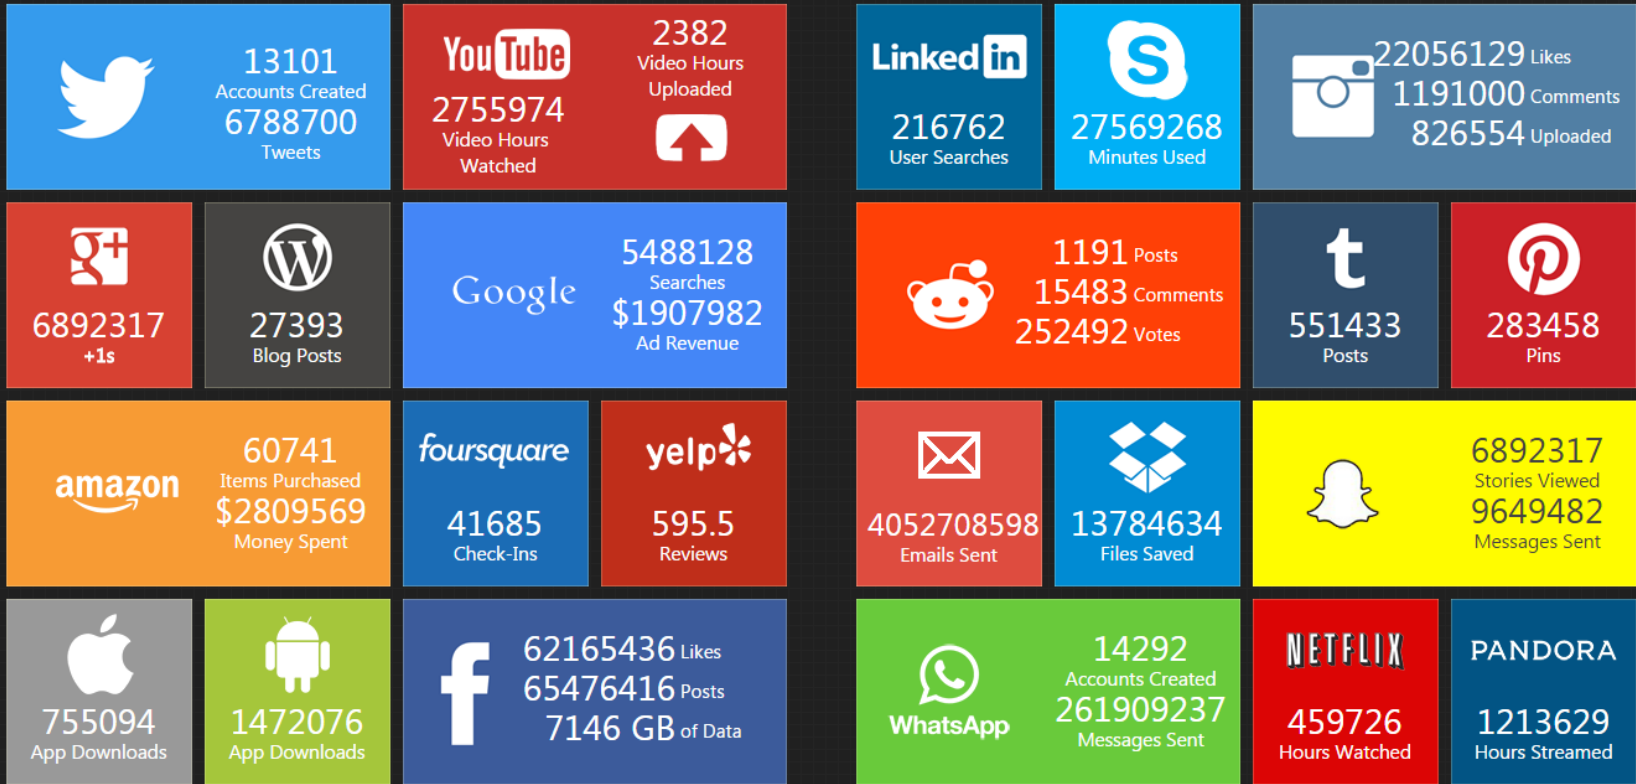 13101
Accounts Created
6788700
Tweets
YouTube
2755974
Video Hours
Watched
2382
Video Hours
Uploaded
LinkedIn
216762
User Searches
S
27569268
Minutes Used
22056129 Likes
1191000 Comments
826554 Uploaded
g+
6892317
+1s
W
27393
Blog Posts
Google
5488128
Searches
$1907982
Ad Revenue
1191 Posts
15483 Comments
252492 Votes
t
551433
Posts
P
283458
Pins
amazon
60741
Items Purchased
$2809569
Money Spent
foursquare
41685
Check-Ins
yelp
595.5
Reviews
4052708598
Emails Sent
13784634
Files Saved
6892317
Stories Viewed
9649482
Messages Sent
755094
App Downloads
1472076
App Downloads
f
62165436 Likes
65476416 Posts
7146 GB of Data
WhatsApp
14292
Accounts Created
261909237
Messages Sent
NETFLIX
459726
Hours Watched
PANDORA
1213629
Hours Streamed